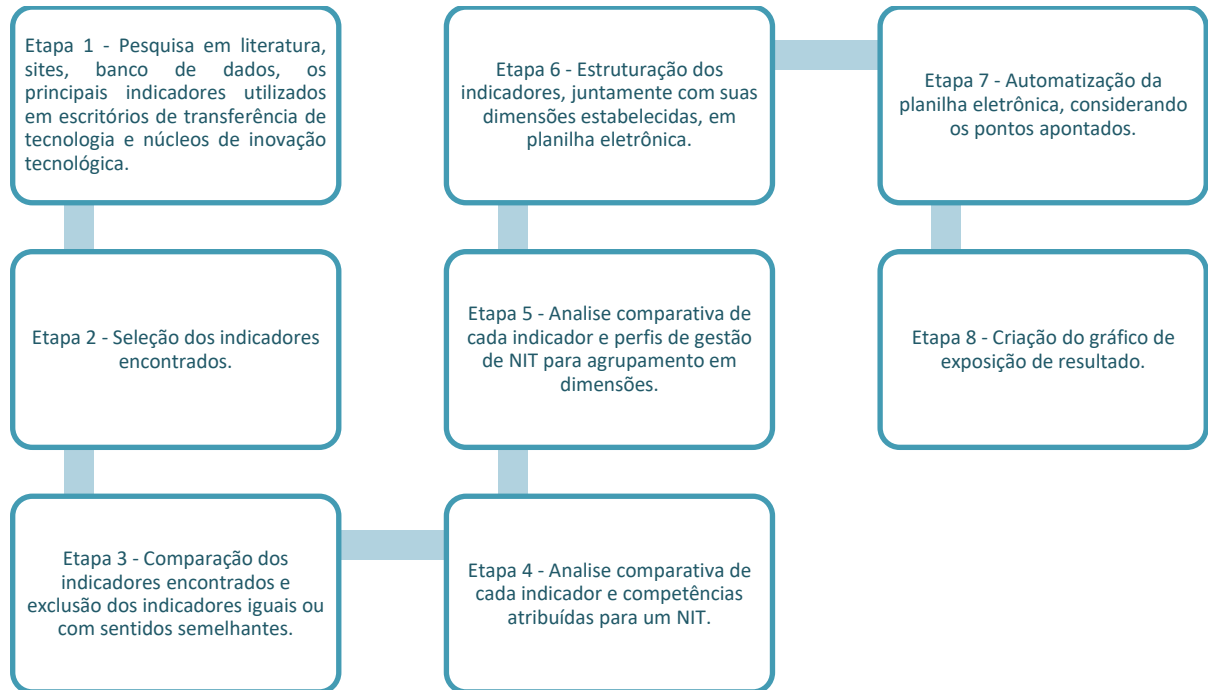 Etapa 1 - Pesquisa em literatura,
sites, banco de dados, os
principais indicadores utilizados
em escritórios de transferência de
tecnologia e núcleos de inovação
tecnológica.
Etapa 2 - Seleção dos indicadores
encontrados.
Etapa 3 - Comparação dos
indicadores encontrados e
exclusão dos indicadores iguais ou
com sentidos semelhantes.
Etapa 4 - Analise comparativa de
cada indicador e competências
atribuídas para um NIT.
Etapa 5 - Analise comparativa de
cada indicador e perfis de gestão
de NIT para agrupamento em
dimensões.
Etapa 6 - Estruturação dos
indicadores, juntamente com suas
dimensões estabelecidas, em
planilha eletrônica.
Etapa 7 - Automatização da
planilha eletrônica, considerando
os pontos apontados.
Etapa 8 - Criação do gráfico de
exposição de resultado.